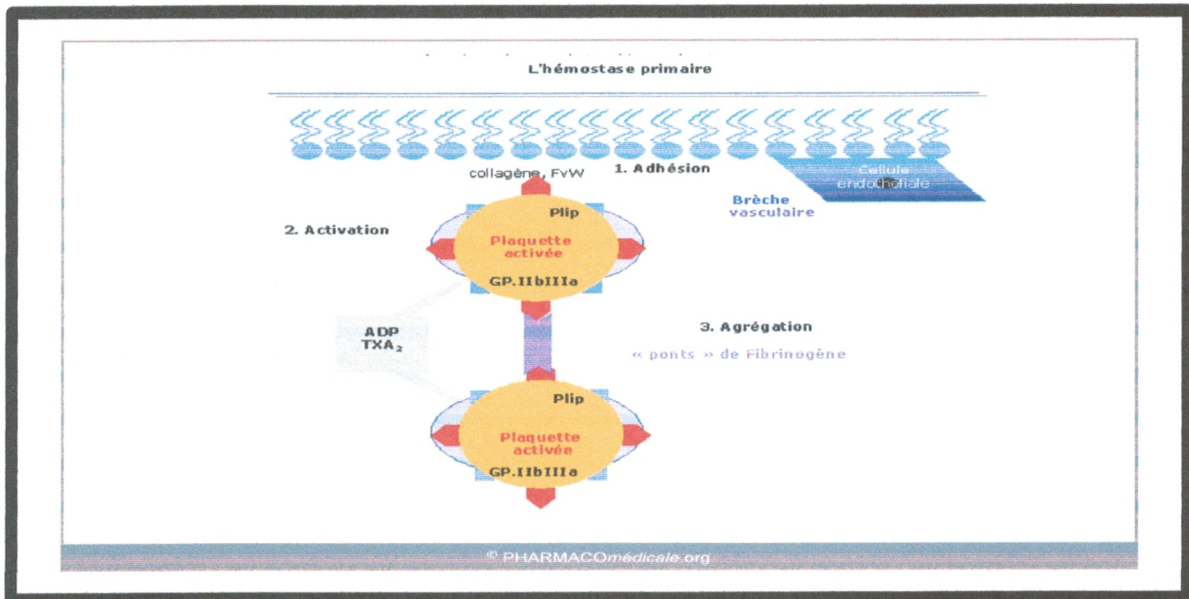 L'hémostase primaire
1. Adhésion
collagène, FvW
Cellule
endothéliale
Brèche
vasculaire
2. Activation
Plip
Plaquette
activée
GP.IIbIIIa
ADP
TXA₂
3. Agrégation
« ponts » de Fibrinogène
Plip
Plaquette
activée
GP.IIbIIIa
© PHARMACOmédicale.org